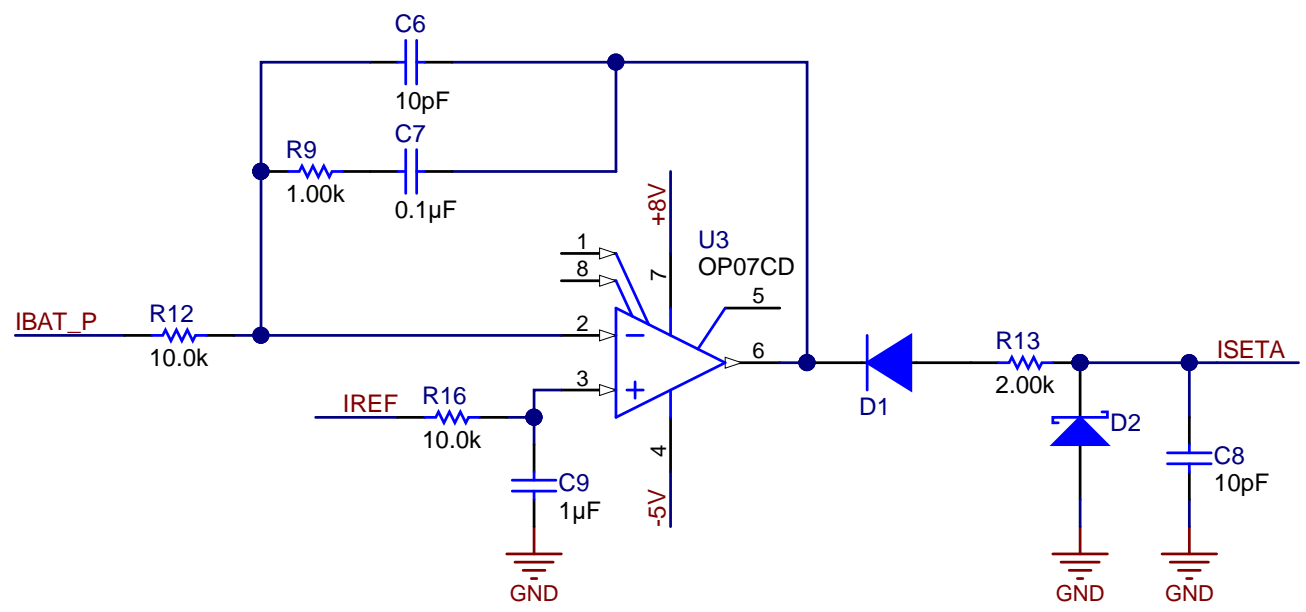 C6
10pF
C7
R9
1.00k
0.1µF
+8V
U3
OP07CD
1
8
7
5
R12
IBAT_P
10.0k
2
6
R13
ISETA
2.00k
D1
3
R16
IREF
10.0k
D2
4
C8
10pF
C9
1µF
-5V
GND
GND
GND